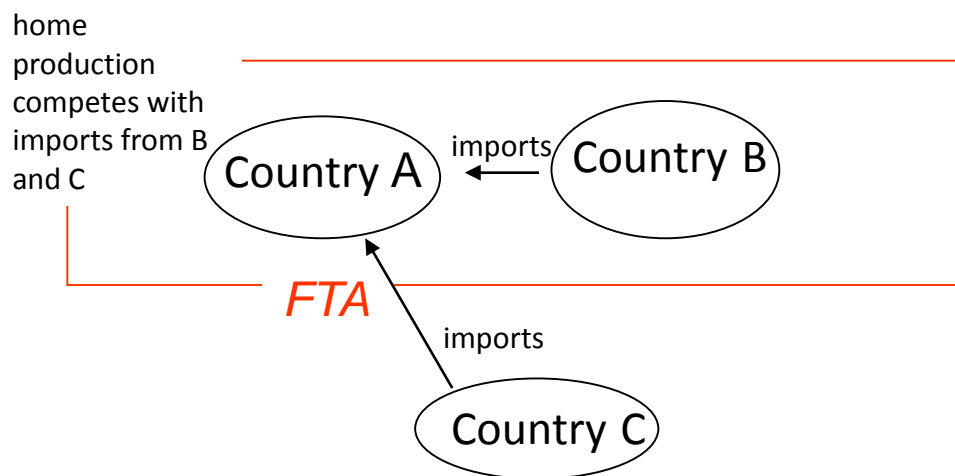 home
production
competes with
imports from B
and C
Country A
imports
Country B
FTA
imports
Country C